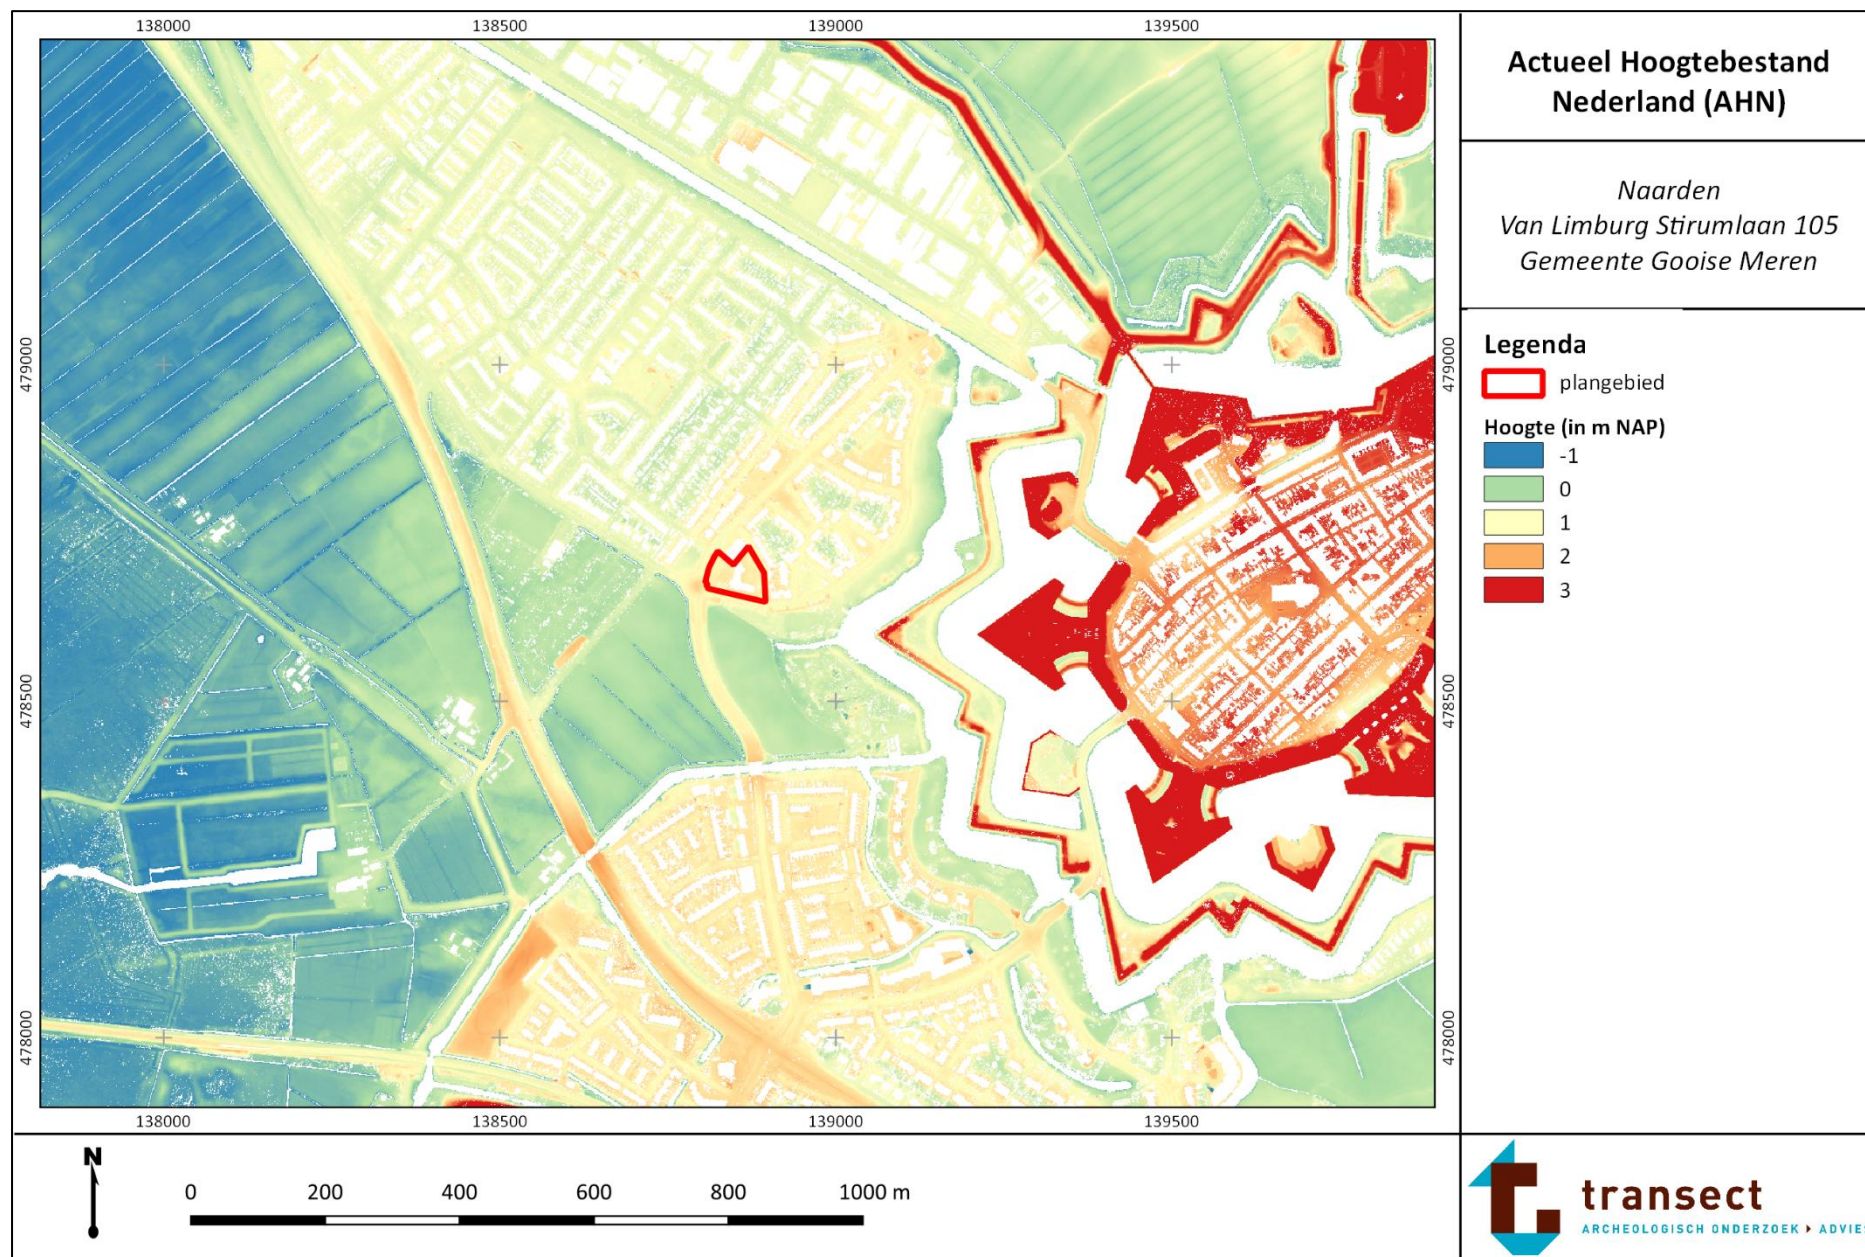 138000 138500 139000 139500
Actueel Hoogtebestand
Nederland (AHN)
Naarden
Van Limburg Stirumlaan 105
Gemeente Gooise Meren
Legenda
plangebied
Hoogte (in m NAP)
-1
0
1
2
3
479000 479000
478500 478500
478000 478000
138000 138500 139000 139500
N
0 200 400 600 800 1000 m
transect
ARCHEOLOGISCH ONDERZOEK ADVIES